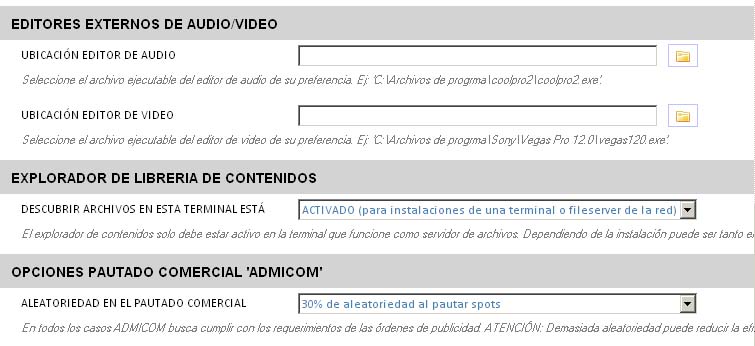 EDITORES EXTERNOS DE AUDIO/VIDEO
UBICACIÓN EDITOR DE AUDIO
Seleccione el archivo ejecutable del editor de audio de su preferencia. Ej: 'C:\Archivos de progrma\coolpro2\coolpro2.exe'.
UBICACIÓN EDITOR DE VIDEO
Seleccione el archivo ejecutable del editor de video de su preferencia. Ej: 'C:\Archivos de progrma\Sony\Vegas Pro 12.0\vegas120.exe'.
EXPLORADOR DE LIBRERIA DE CONTENIDOS
DESCUBRIR ARCHIVOS EN ESTA TERMINAL ESTÁ ACTIVADO (para instalaciones de una terminal o fileserver de la red)
El explorador de contenidos solo debe estar activo en la terminal que funcione como servidor de archivos. Dependiendo de la instalación puede ser tanto
OPCIONES PAUTADO COMERCIAL 'ADMICOM'
ALEATORIEDAD EN EL PAUTADO COMERCIAL 30% de aleatoriedad al pautar spots
En todos los casos ADMICOM busca cumplir con los requerimientos de las órdenes de publicidad. ATENCIÓN: Demasiada aleatoriedad puede reducir la